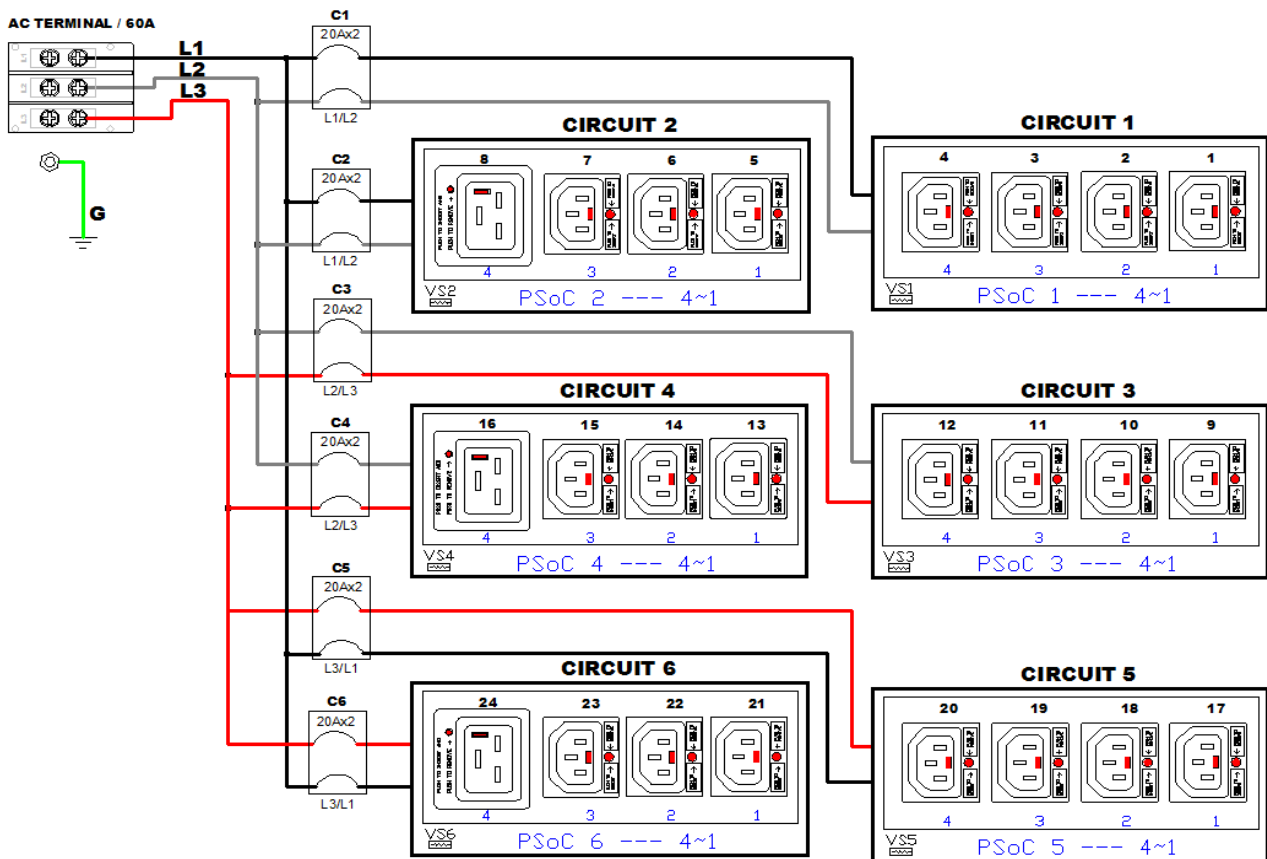 AC TERMINAL / 60A
L1
L2
L3
G
C1
20Ax2
L1/L2
C2
20Ax2
L1/L2
C3
20Ax2
L2/L3
C4
20Ax2
L2/L3
C5
20Ax2
L3/L1
C6
20Ax2
L3/L1
CIRCUIT 2
8 7 6 5
4 3 2 1
VS2
PSoC 2 --- 4~1
CIRCUIT 1
4 3 2 1
4 3 2 1
VS1
PSoC 1 --- 4~1
CIRCUIT 4
16 15 14 13
4 3 2 1
VS4
PSoC 4 --- 4~1
CIRCUIT 3
12 11 10 9
4 3 2 1
VS3
PSoC 3 --- 4~1
CIRCUIT 6
24 23 22 21
4 3 2 1
VS6
PSoC 6 --- 4~1
CIRCUIT 5
20 19 18 17
4 3 2 1
VS5
PSoC 5 --- 4~1